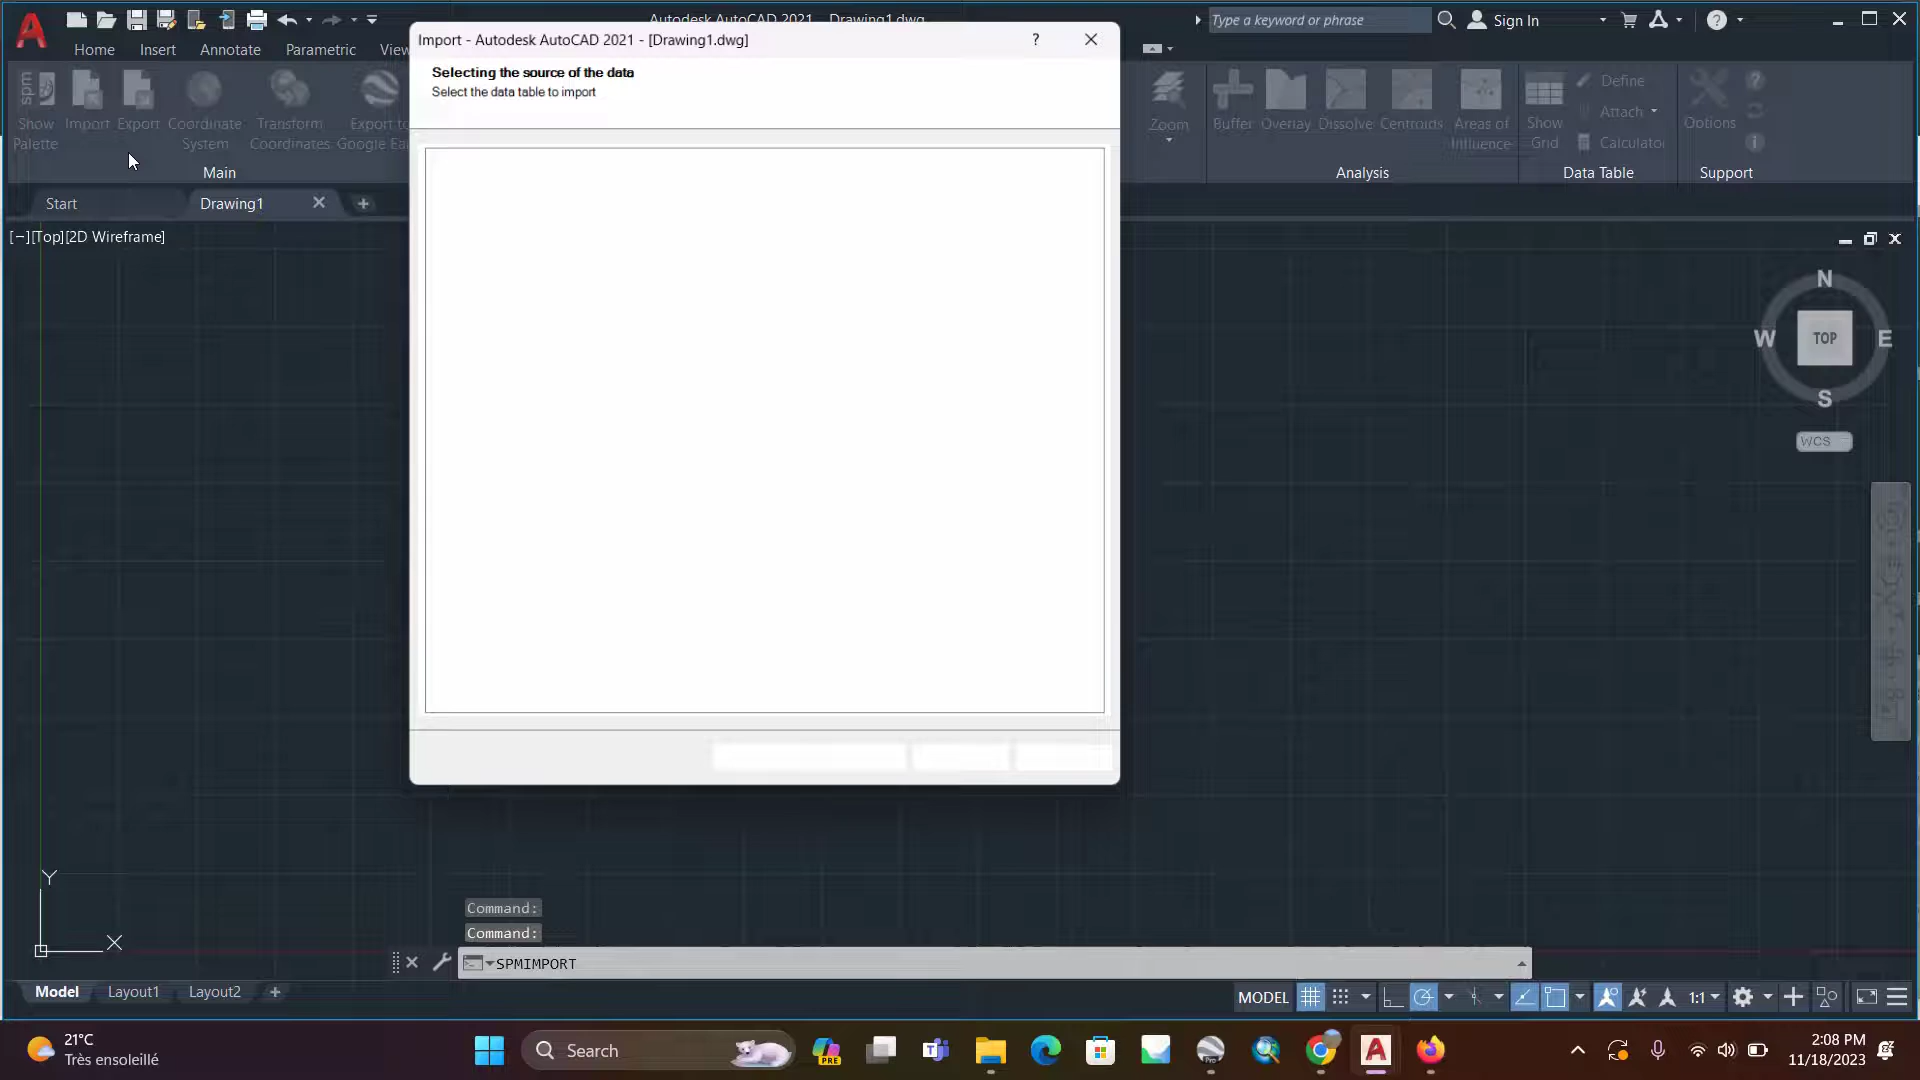 Autodesk AutoCAD 2021 Drawing1.dwg
Type a keyword or phrase
Sign In
Home Insert Annotate Parametric View
Import - Autodesk AutoCAD 2021 - [Drawing1.dwg]
Selecting the source of the data
Select the data table to import
spm
Show Palette
Import
Export
Coordinate System
Transform Coordinates
Export to Google Ea
Main
Zoom
Buffer
Overlay
Dissolve
Centroids
Areas of Influence
Analysis
Show Grid
Define
Attach
Calculator
Data Table
Options
Support
Start
Drawing1
[−][Top][2D Wireframe]
N
W
TOP
E
S
WCS
Y
X
Command:
Command:
SPMIMPORT
Model Layout1 Layout2
MODEL
1:1
21°C
Très ensoleillé
Search
PRE
Pro
2:08 PM
11/18/2023